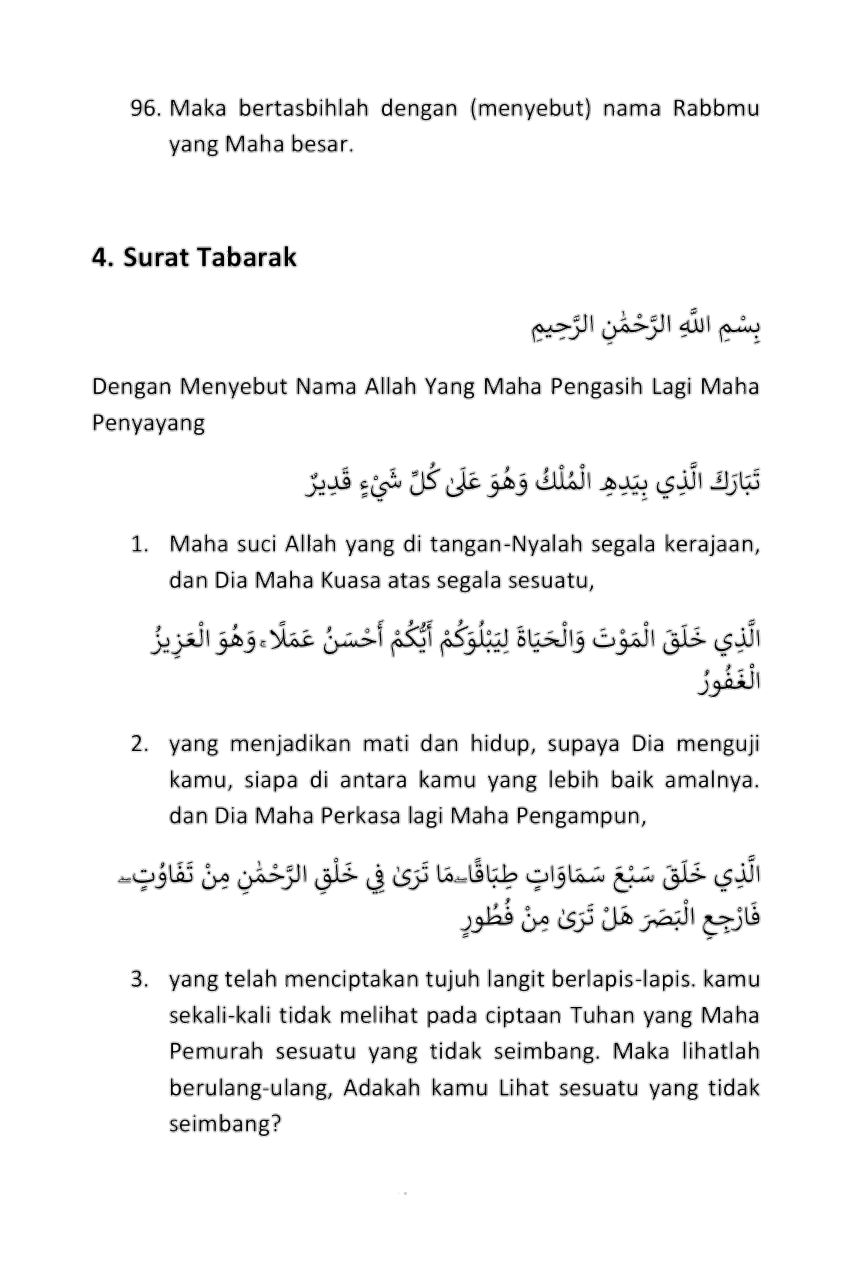 96. Maka bertasbihlah dengan (menyebut) nama Rabbmu
yang Maha besar.
4. Surat Tabarak
بِسْمِ اللَّهِ الرَّحْمَٰنِ الرَّحِيمِ
Dengan Menyebut Nama Allah Yang Maha Pengasih Lagi Maha
Penyayang
تَبَارَكَ الَّذِي بِيَدِهِ الْمُلْكُ وَهُوَ عَلَىٰ كُلِّ شَيْءٍ قَدِيرٌ
1. Maha suci Allah yang di tangan-Nyalah segala kerajaan,
dan Dia Maha Kuasa atas segala sesuatu,
الَّذِي خَلَقَ الْمَوْتَ وَالْحَيَاةَ لِيَبْلُوَكُمْ أَيُّكُمْ أَحْسَنُ عَمَلًا ۚ وَهُوَ الْعَزِيزُ
الْغَفُورُ
2. yang menjadikan mati dan hidup, supaya Dia menguji
kamu, siapa di antara kamu yang lebih baik amalnya.
dan Dia Maha Perkasa lagi Maha Pengampun,
الَّذِي خَلَقَ سَبْعَ سَمَاوَاتٍ طِبَاقًا ۖ مَا تَرَىٰ فِي خَلْقِ الرَّحْمَٰنِ مِنْ تَفَاوُتٍ ۖ
فَارْجِعِ الْبَصَرَ هَلْ تَرَىٰ مِنْ فُطُورٍ
3. yang telah menciptakan tujuh langit berlapis-lapis. kamu
sekali-kali tidak melihat pada ciptaan Tuhan yang Maha
Pemurah sesuatu yang tidak seimbang. Maka lihatlah
berulang-ulang, Adakah kamu Lihat sesuatu yang tidak
seimbang?